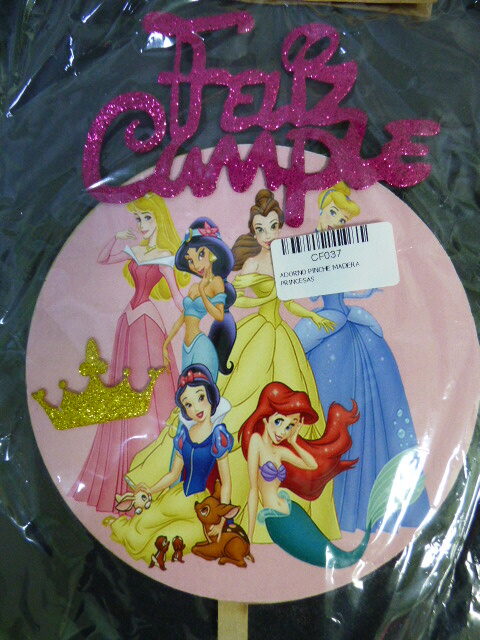 Feliz
Cumple
CF037
ADORNO PINCHE MADERA
PRINCESAS